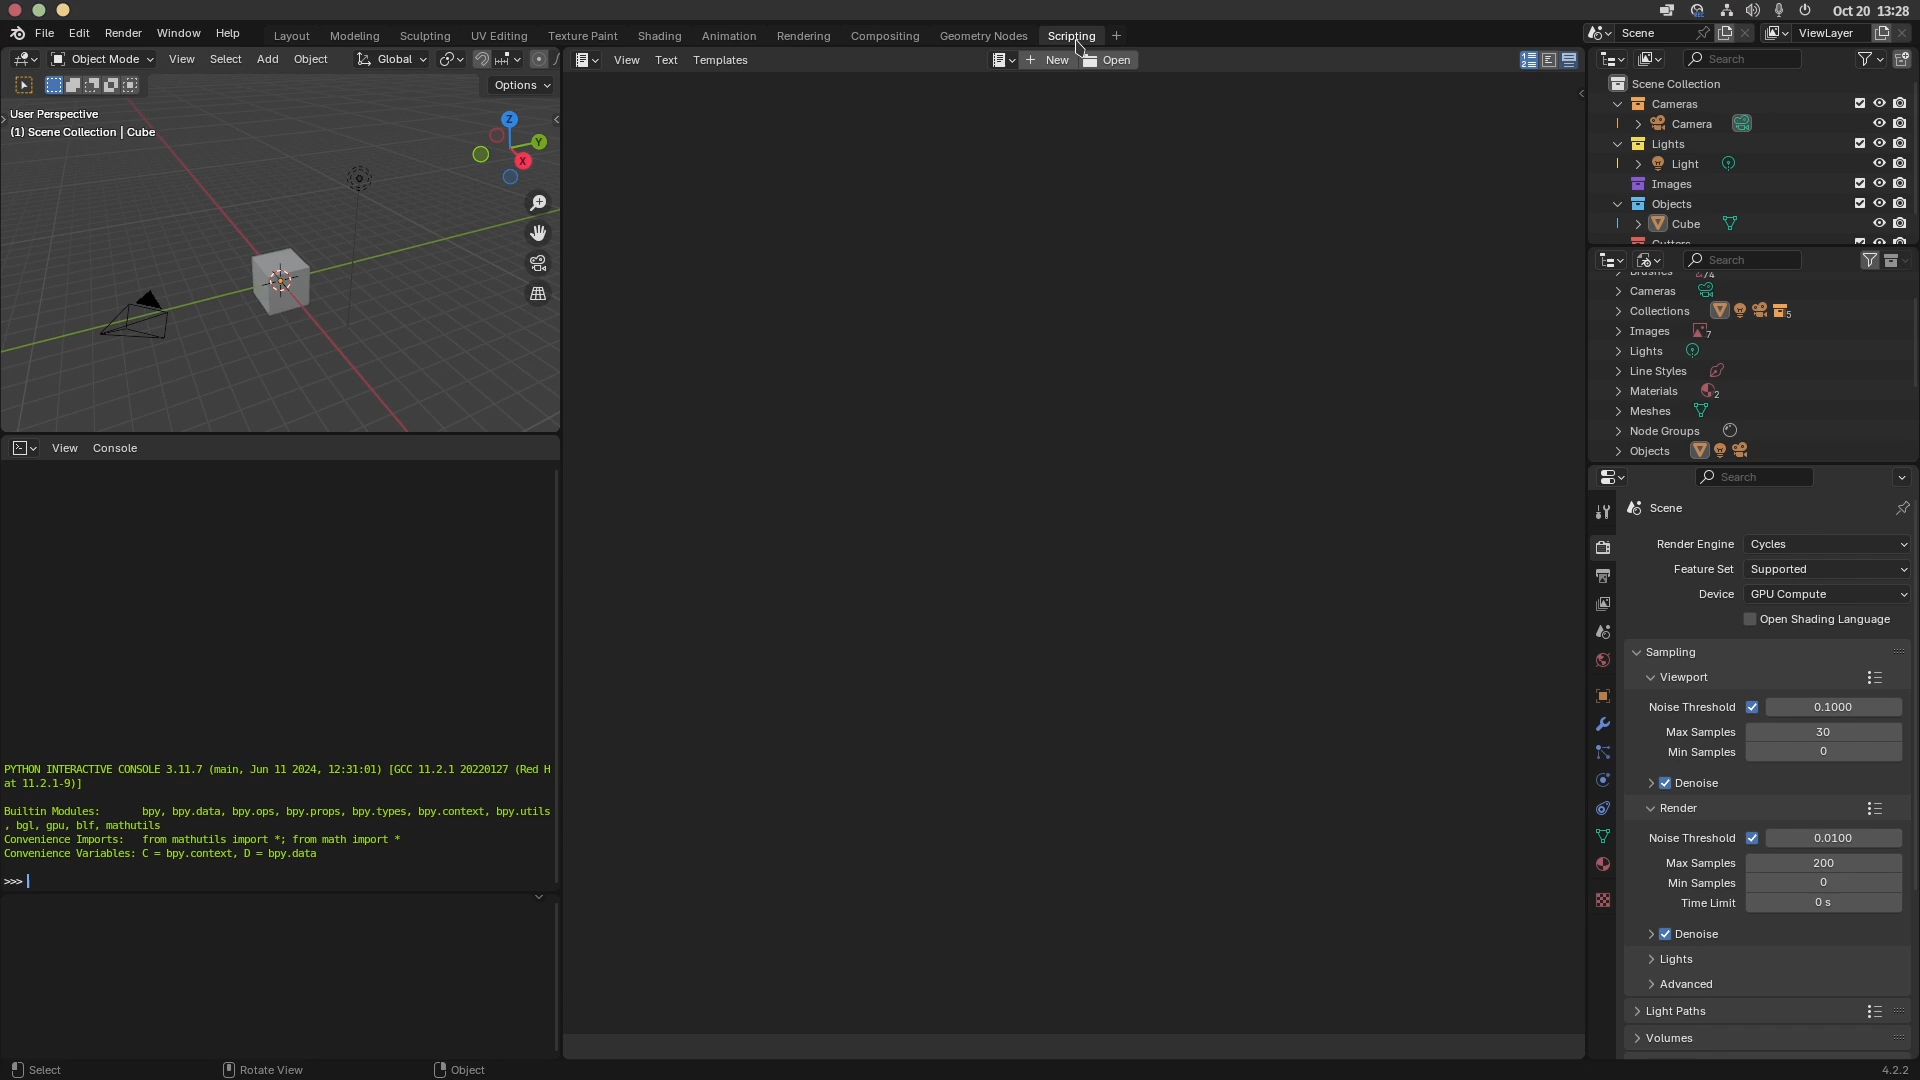 Oct 20 13:28
File Edit Render Window Help
Layout Modeling Sculpting UV Editing Texture Paint Shading Animation Rendering Compositing Geometry Nodes Scripting
Scene
ViewLayer
Object Mode View Select Add Object Global
Options
User Perspective
(1) Scene Collection | Cube
Z
Y
X
View Text Templates
New
Open
Search
Scene Collection
Cameras
Camera
Lights
Light
Images
Objects
Cube
Cutters
Search
Brushes 74
Cameras
Collections 5
Images 7
Lights
Line Styles
Materials 2
Meshes
Node Groups
Objects
View Console
PYTHON INTERACTIVE CONSOLE 3.11.7 (main, Jun 11 2024, 12:31:01) [GCC 11.2.1 20220127 (Red H
at 11.2.1-9)]
Builtin Modules: bpy, bpy.data, bpy.ops, bpy.props, bpy.types, bpy.context, bpy.utils
, bgl, gpu, blf, mathutils
Convenience Imports: from mathutils import *; from math import *
Convenience Variables: C = bpy.context, D = bpy.data
>>>
Search
Scene
Render Engine Cycles
Feature Set Supported
Device GPU Compute
Open Shading Language
Sampling
Viewport
Noise Threshold 0.1000
Max Samples 30
Min Samples 0
Denoise
Render
Noise Threshold 0.0100
Max Samples 200
Min Samples 0
Time Limit 0 s
Denoise
Lights
Advanced
Light Paths
Volumes
Select
Rotate View
Object
4.2.2